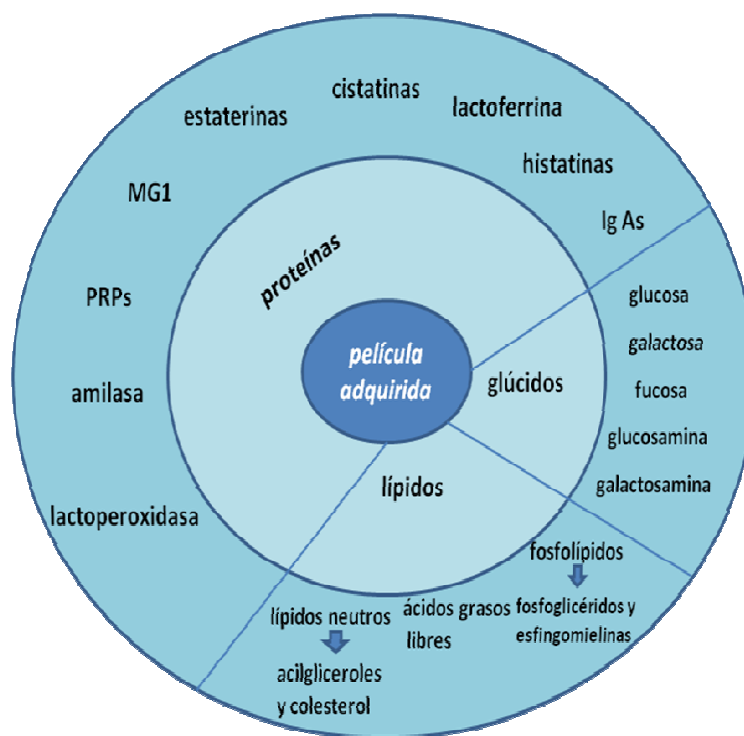 cistatinas
estaterinas
lactoferrina
histatinas
MG1
Ig As
proteínas
PRPs
glucosa
galactosa
película
adquirida
glúcidos
fucosa
amilasa
glucosamina
lípidos
galactosamina
lactoperoxidasa
fosfolípidos
fosfoglicéridos y
esfingomielinas
ácidos grasos
libres
lípidos neutros
acilgliceroles
y colesterol